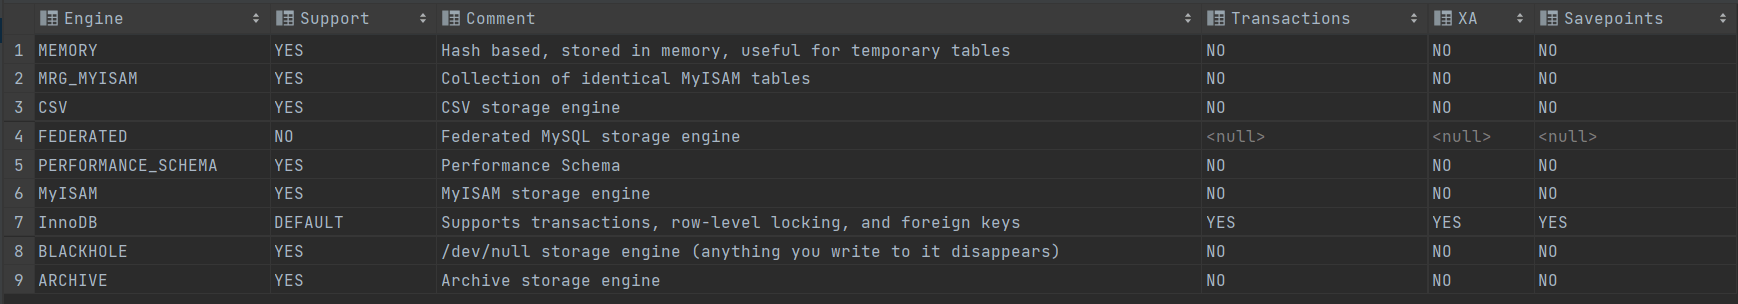 Engine Support Comment Transactions XA Savepoints
1 MEMORY YES Hash based, stored in memory, useful for temporary tables NO NO NO
2 MRG_MYISAM YES Collection of identical MyISAM tables NO NO NO
3 CSV YES CSV storage engine NO NO NO
4 FEDERATED NO Federated MySQL storage engine <null> <null> <null>
5 PERFORMANCE_SCHEMA YES Performance Schema NO NO NO
6 MyISAM YES MyISAM storage engine NO NO NO
7 InnoDB DEFAULT Supports transactions, row-level locking, and foreign keys YES YES YES
8 BLACKHOLE YES /dev/null storage engine (anything you write to it disappears) NO NO NO
9 ARCHIVE YES Archive storage engine NO NO NO